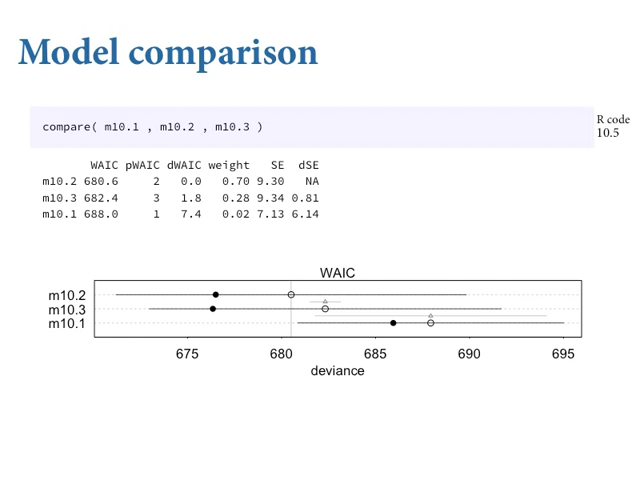 Model comparison
compare( m10.1 , m10.2 , m10.3 )
R code
10.5
WAIC pWAIC dWAIC weight SE dSE
m10.2 680.6 2 0.0 0.70 9.30 NA
m10.3 682.4 3 1.8 0.28 9.34 0.81
m10.1 688.0 1 7.4 0.02 7.13 6.14
WAIC
m10.2
m10.3
m10.1
675 680 685 690 695
deviance